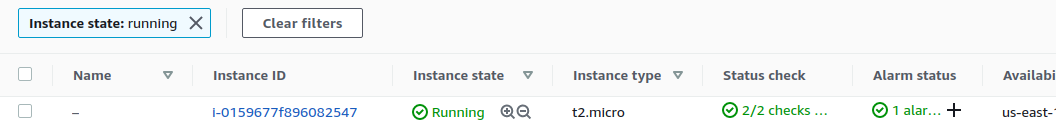 Instance state: running
Clear filters
Name Instance ID Instance state Instance type Status check Alarm status Availabi
– i-0159677f896082547 Running t2.micro 2/2 checks ... 1 alar... us-east-1